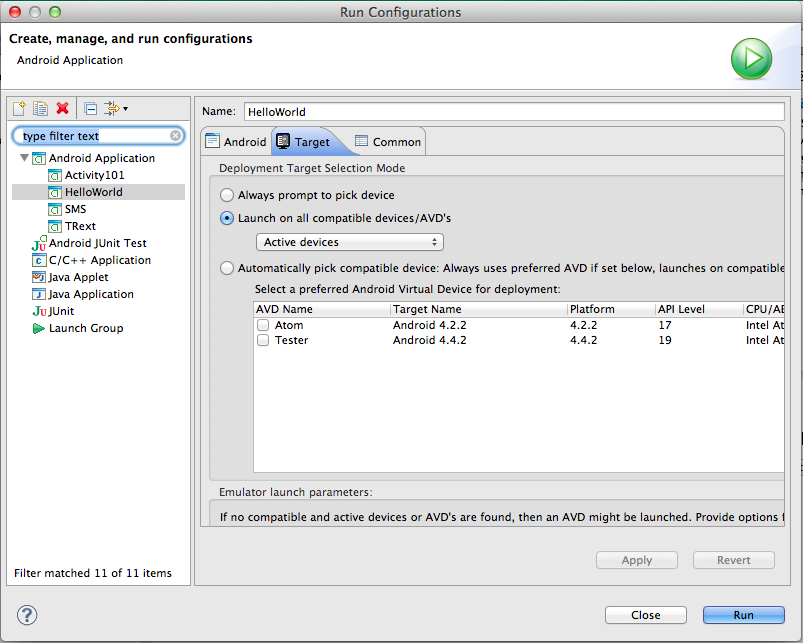 Run Configurations
Create, manage, and run configurations
Android Application
type filter text
Android Application
Activity101
HelloWorld
SMS
TRext
Android JUnit Test
C/C++ Application
Java Applet
Java Application
JUnit
Launch Group
Filter matched 11 of 11 items
Name: HelloWorld
Android Target Common
Deployment Target Selection Mode
Always prompt to pick device
Launch on all compatible devices/AVD's
Active devices
Automatically pick compatible device: Always uses preferred AVD if set below, launches on compatible
Select a preferred Android Virtual Device for deployment:
AVD Name Target Name Platform API Level CPU/AB
Atom Android 4.2.2 4.2.2 17 Intel At
Tester Android 4.4.2 4.4.2 19 Intel At
Emulator launch parameters:
If no compatible and active devices or AVD's are found, then an AVD might be launched. Provide options f
Apply Revert
? Close Run